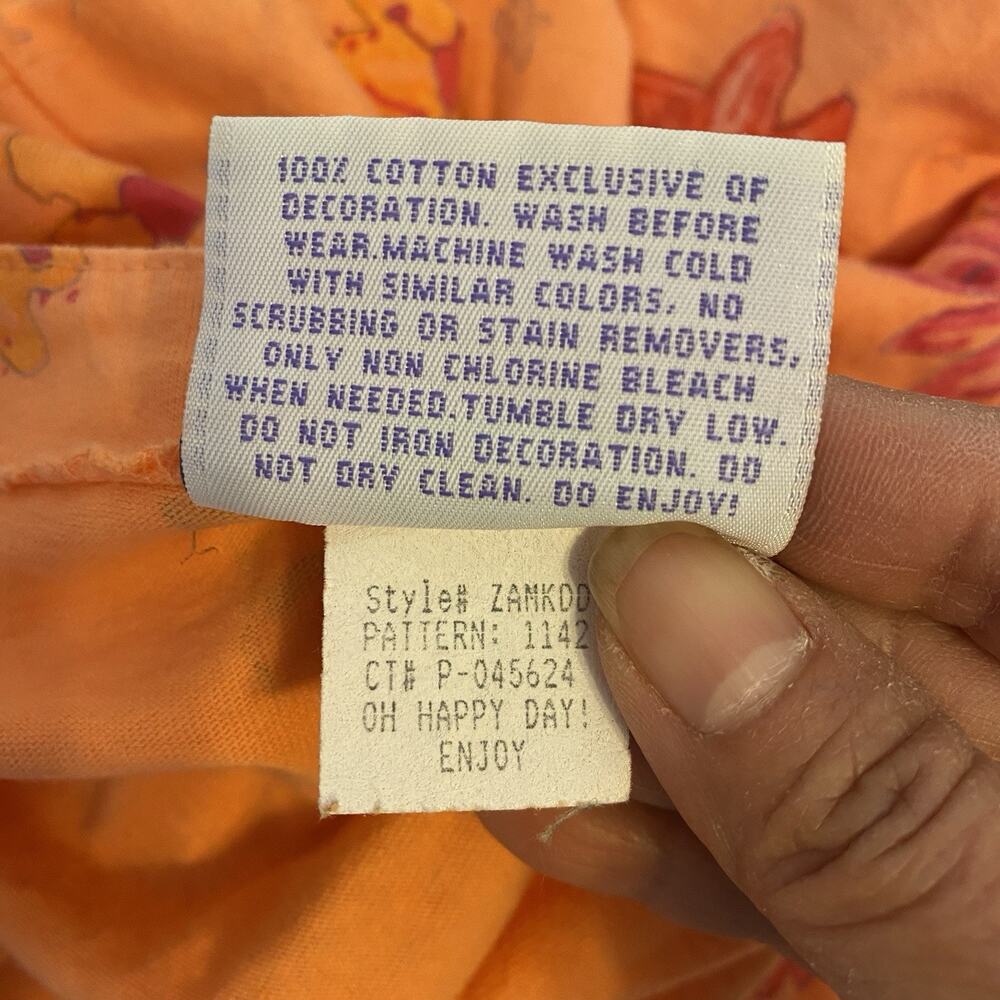 100% COTTON EXCLUSIVE OF
DECORATION. WASH BEFORE
WEAR.MACHINE WASH COLD
WITH SIMILAR COLORS, NO
SCRUBBING OR STAIN REMOVERS,
ONLY NON CHLORINE BLEACH
WHEN NEEDED.TUMBLE DRY LOW.
DO NOT IRON DECORATION. DO
NOT DRY CLEAN. DO ENJOY!
Style# ZAMKDD
PATTERN: 1142
CT# P-045624
OH HAPPY DAY!
ENJOY